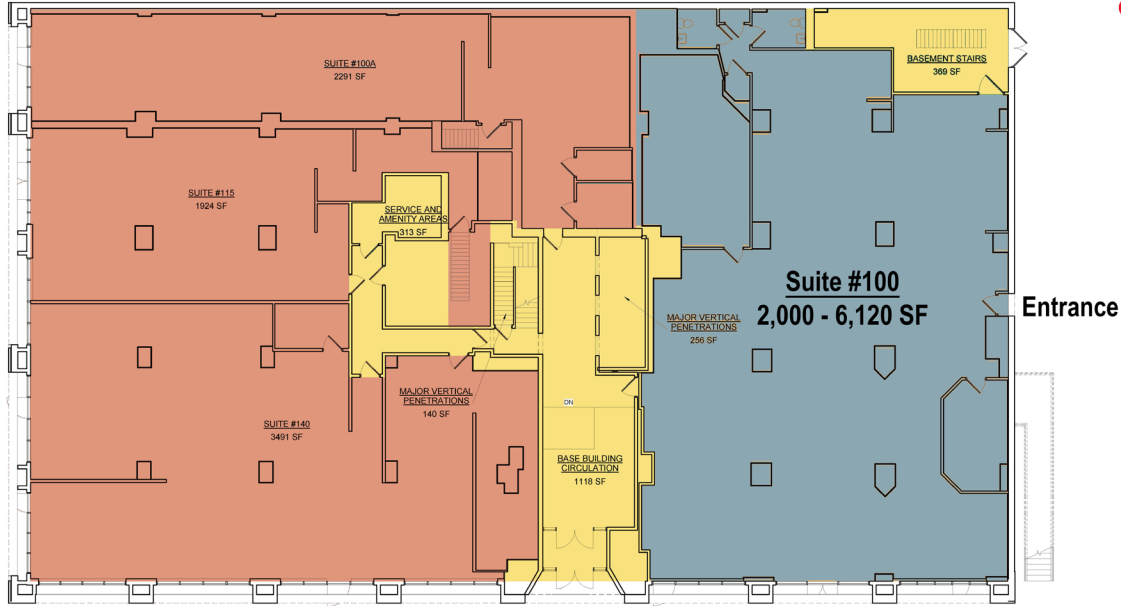 SUITE #100A
2291 SF
BASEMENT STAIRS
369 SF
SUITE #115
1924 SF
SERVICE AND
AMENITY AREAS
313 SF
Suite #100
2,000 - 6,120 SF
Entrance
MAJOR VERTICAL
PENETRATIONS
256 SF
MAJOR VERTICAL
PENETRATIONS
140 SF
DN
SUITE #140
3491 SF
BASE BUILDING
CIRCULATION
1118 SF